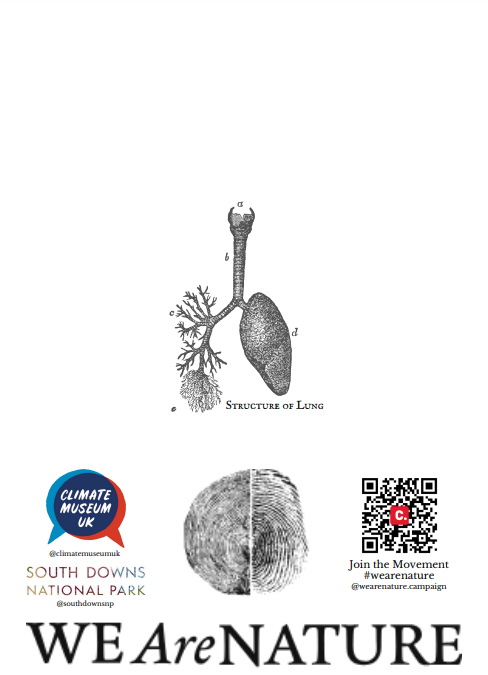 a
b
c
d
e
Structure of Lung
CLIMATE
MUSEUM
UK
@climatemuseumuk
SOUTH DOWNS
NATIONAL PARK
@southdownsnp
C.
Join the Movement
#wearenature
@wearenature.campaign
WE Are NATURE